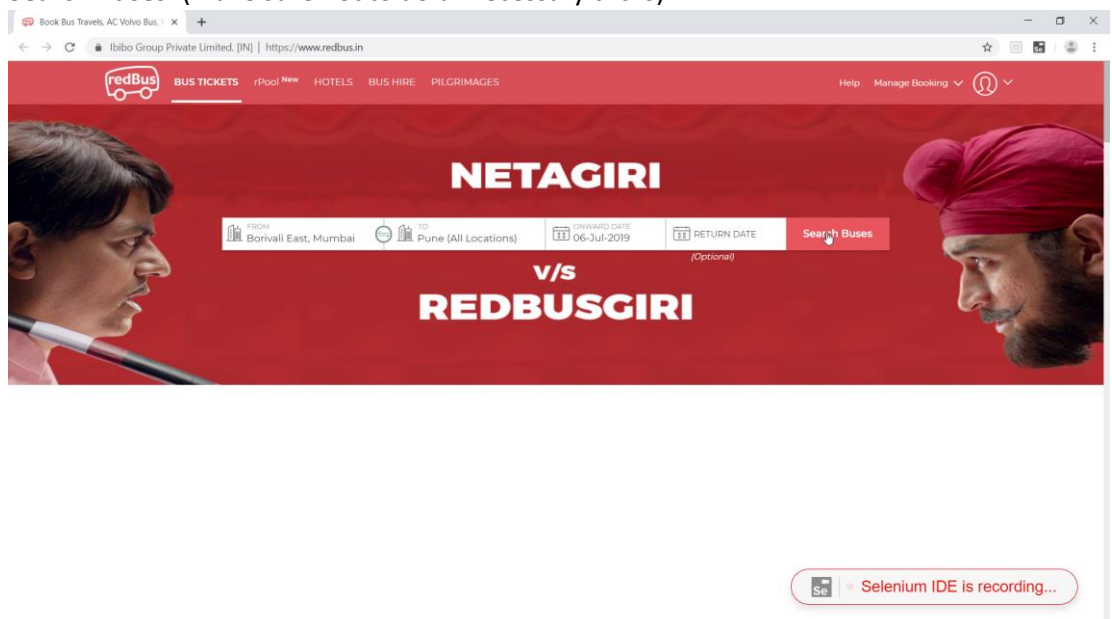 Book Bus Travels, AC Volvo Bus,
Ibibo Group Private Limited. [IN] | https://www.redbus.in
redBus BUS TICKETS rPool New HOTELS BUS HIRE PILGRIMAGES Help Manage Booking
NETAGIRI
FROM TO ONWARD DATE
Borivali East, Mumbai Pune (All Locations) 06-Jul-2019 RETURN DATE Search Buses
(Optional)
V/S
REDBUSGIRI
Se Selenium IDE is recording...